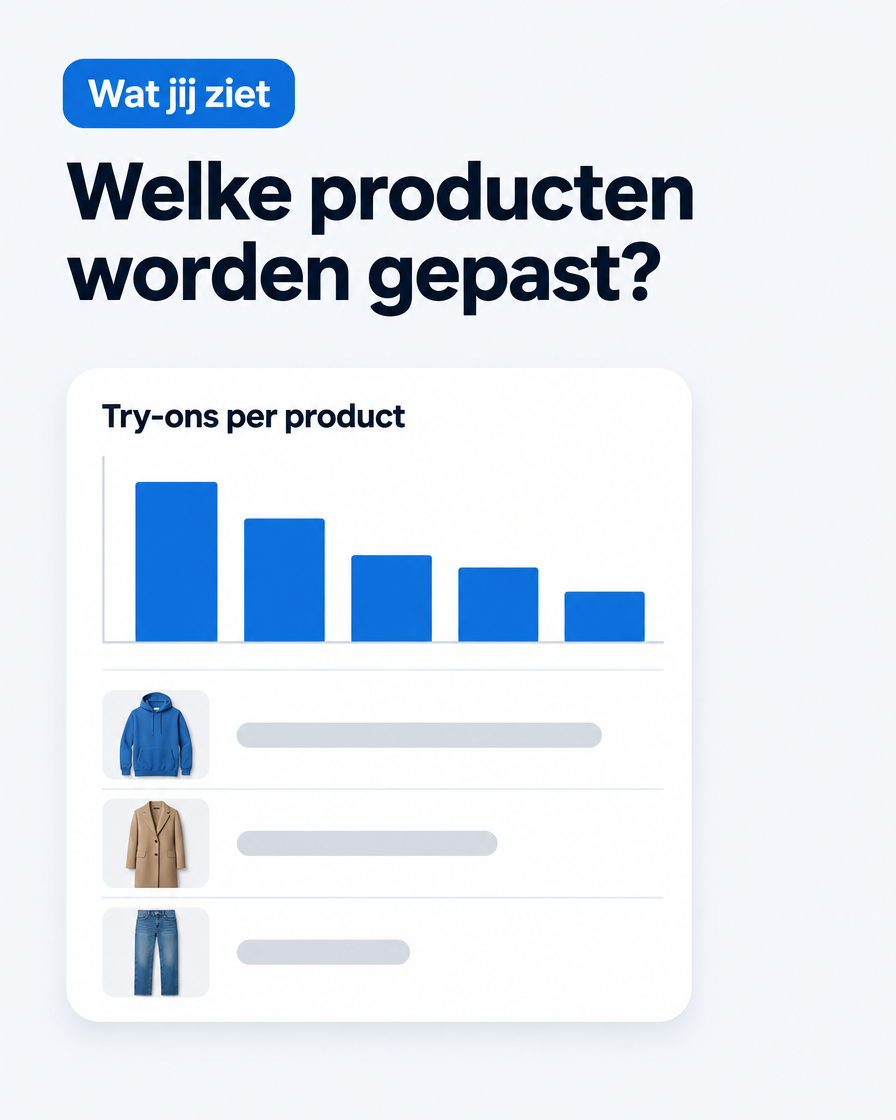 Wat jij ziet
Welke producten
worden gepast?
Try-ons per product